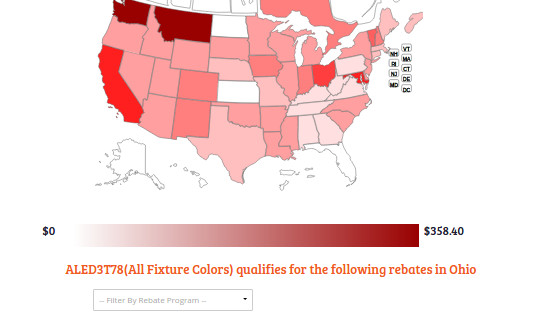 NH VT
RI MA
NJ CT
MD DE
DC
$0 $358.40
ALED3T78(All Fixture Colors) qualifies for the following rebates in Ohio
-- Filter By Rebate Program --